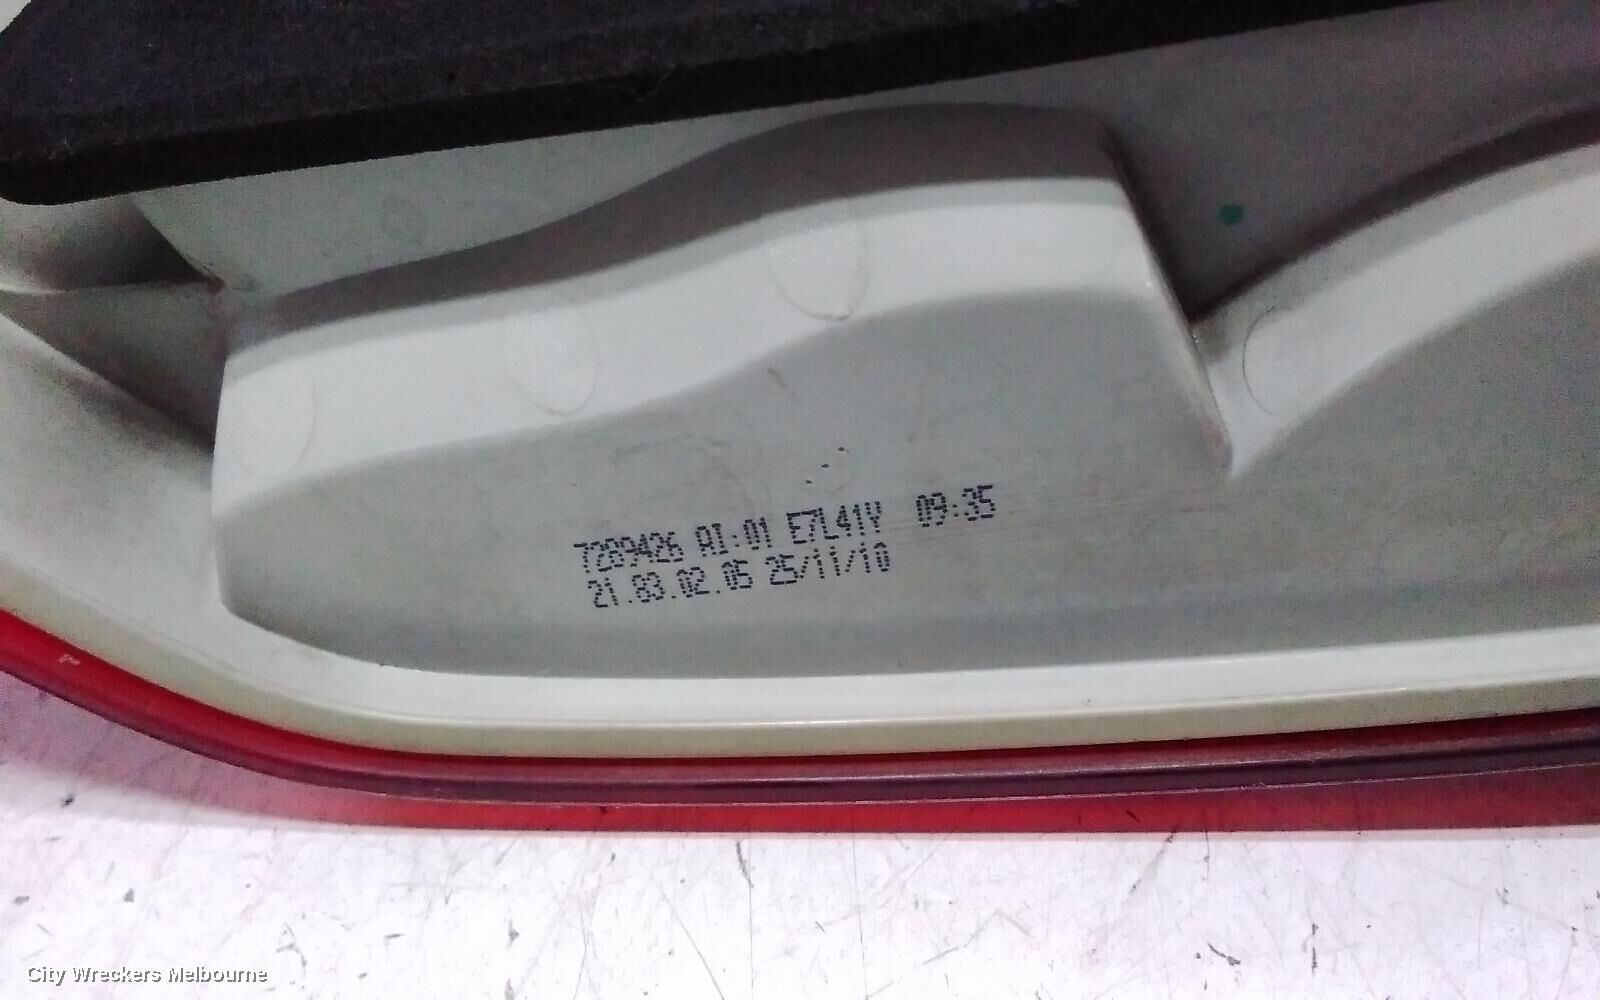 7289426 AI:01 E7L41Y 09:35
21.83.02.05 25/11/10
City Wreckers Melbourne